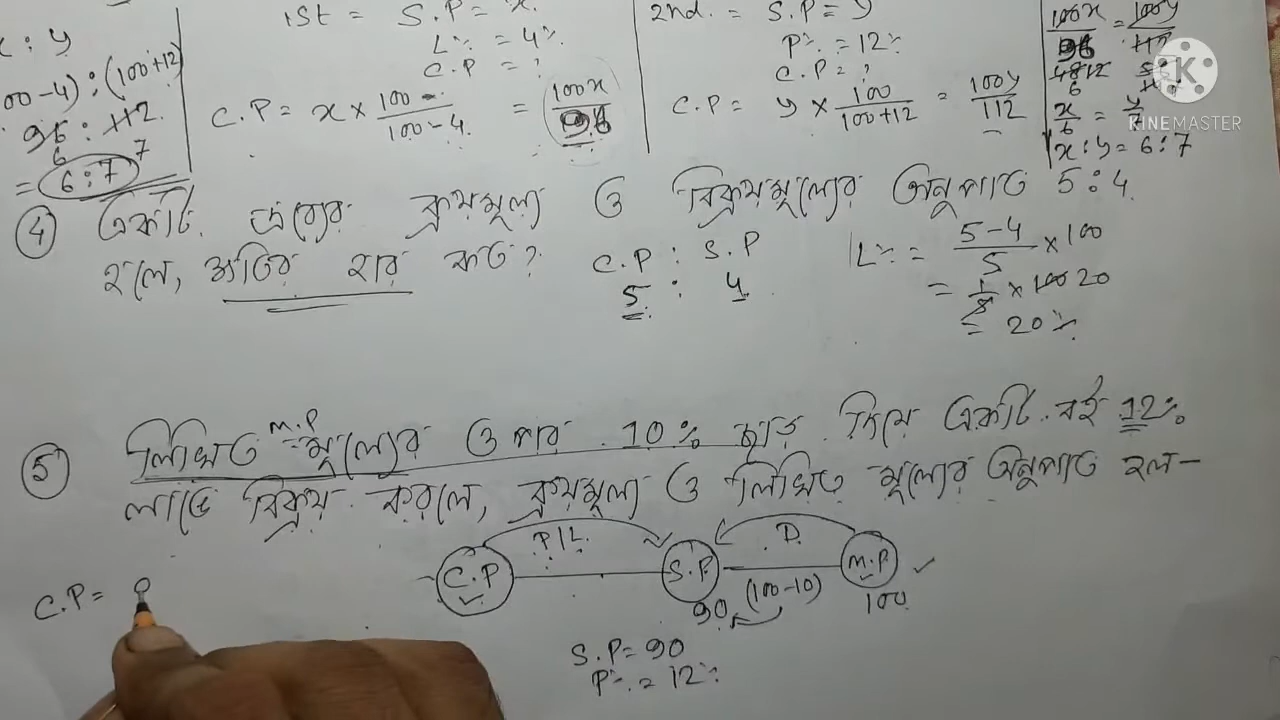 1st = S.P = x.
L% = 4%.
C.P = ?
C.P = x × 100 / 100-4 = 100x / 96
2nd. = S.P = y
P% = 12%
C.P = ?
C.P = y × 100 / 100+12 = 100y / 112
100x / 96 = 100y / 112
x/6 = y/7
x : y = 6:7
x : y
00-4) : (100+12)
96 : 112
6 7
= 6:7
④ একটি দ্রব্যের ক্রয়মূল্য ও বিক্রয়মূল্যের অনুপাত 5:4
হলে, ক্ষতির হার কত?
C.P : S.P
5 : 4
L% = 5-4 / 5 × 100
= 1/5 × 100 20
= 20%
M.P
⑤ লিখিত মূল্যের ওপর 10% ছাড় দিয়ে একটি বই 12%
লাভে বিক্রয় করলে, ক্রয়মূল্য ও লিখিত মূল্যের অনুপাত হল-
P/L D.
C.P S.P M.P
90 (100-10) 100
S.P = 90
P% = 12%
C.P = 9
K
KINEMASTER